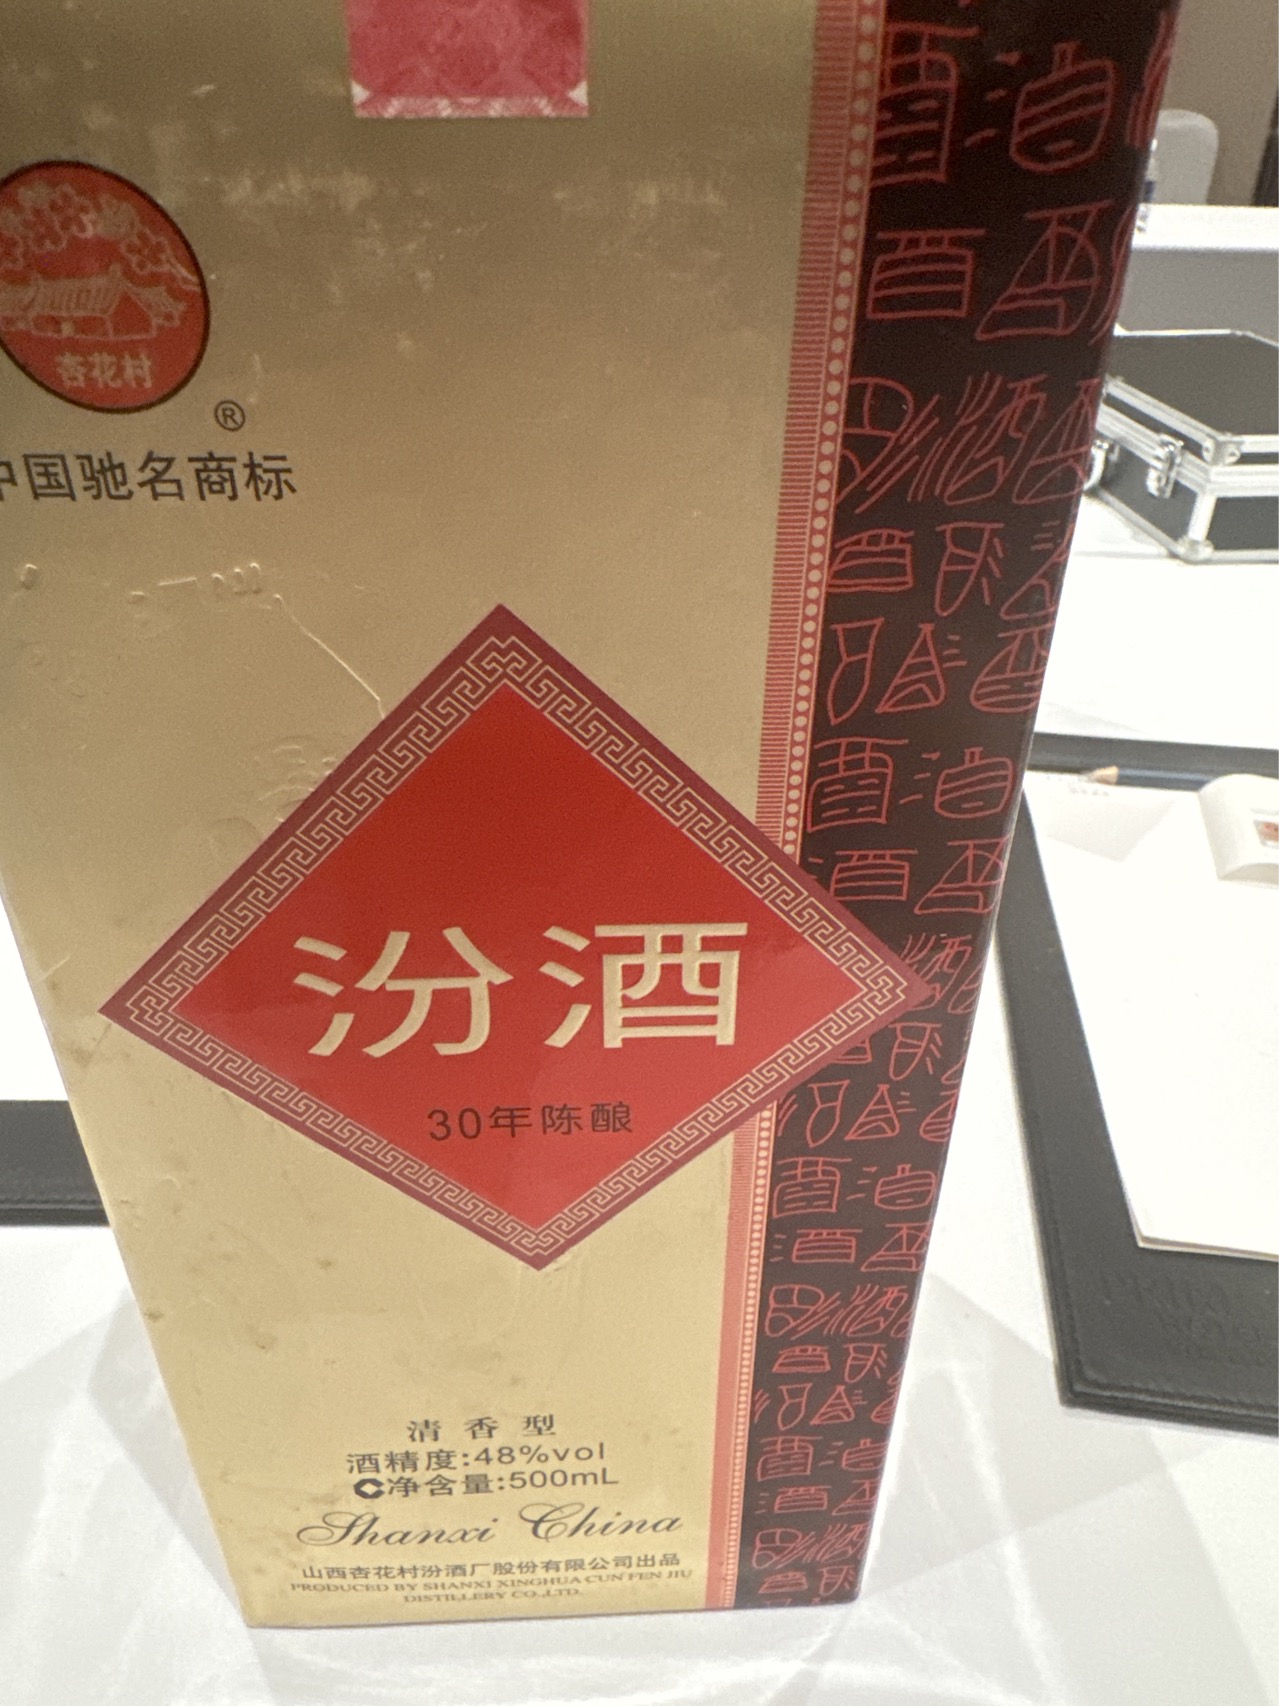 杏花村
®
中国驰名商标
汾酒
30年陈酿
清香型
酒精度:48%vol
C净含量:500mL
Shanxi China
山西杏花村汾酒厂股份有限公司出品
PRODUCED BY SHANXI XINGHUA CUN FEN JIU
DISTILLERY CO.,LTD.